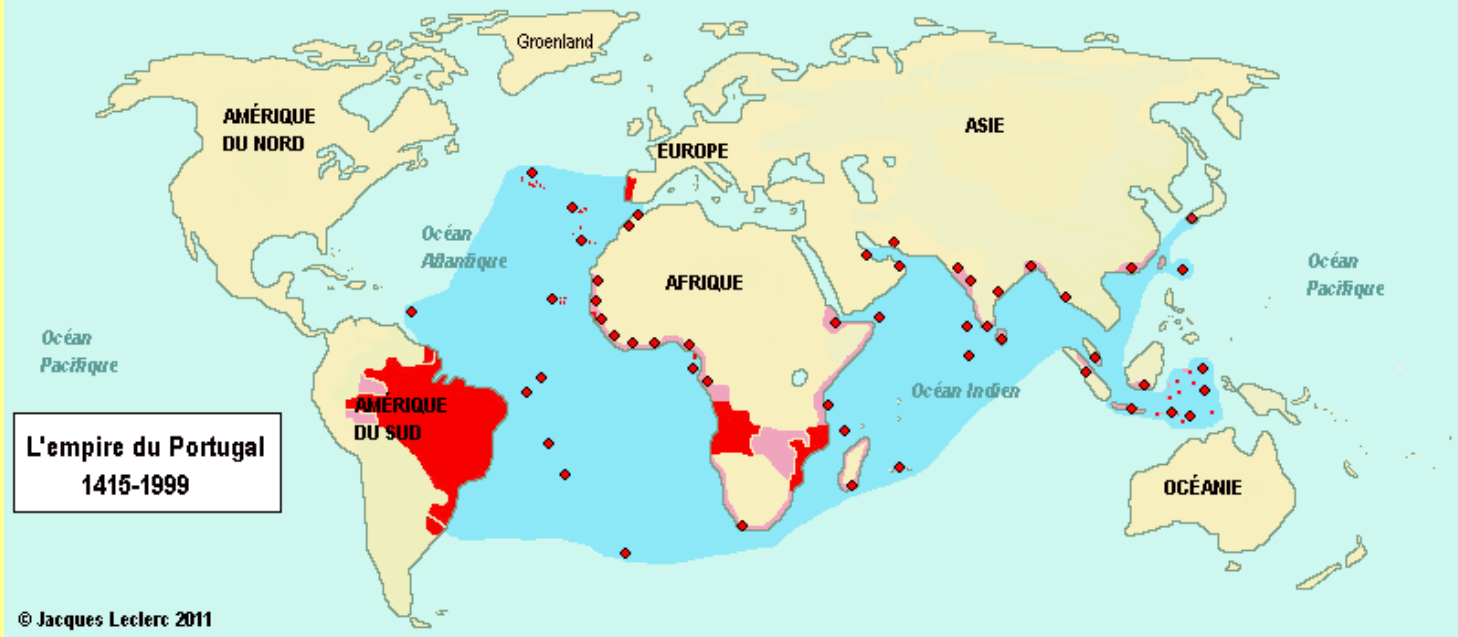 Groenland
AMÉRIQUE
DU NORD
EUROPE
ASIE
Océan
Atlantique
AFRIQUE
Océan
Pacifique
Océan
Pacifique
AMÉRIQUE
DU SUD
Océan Indien
OCÉANIE
L'empire du Portugal
1415-1999
© Jacques Leclerc 2011